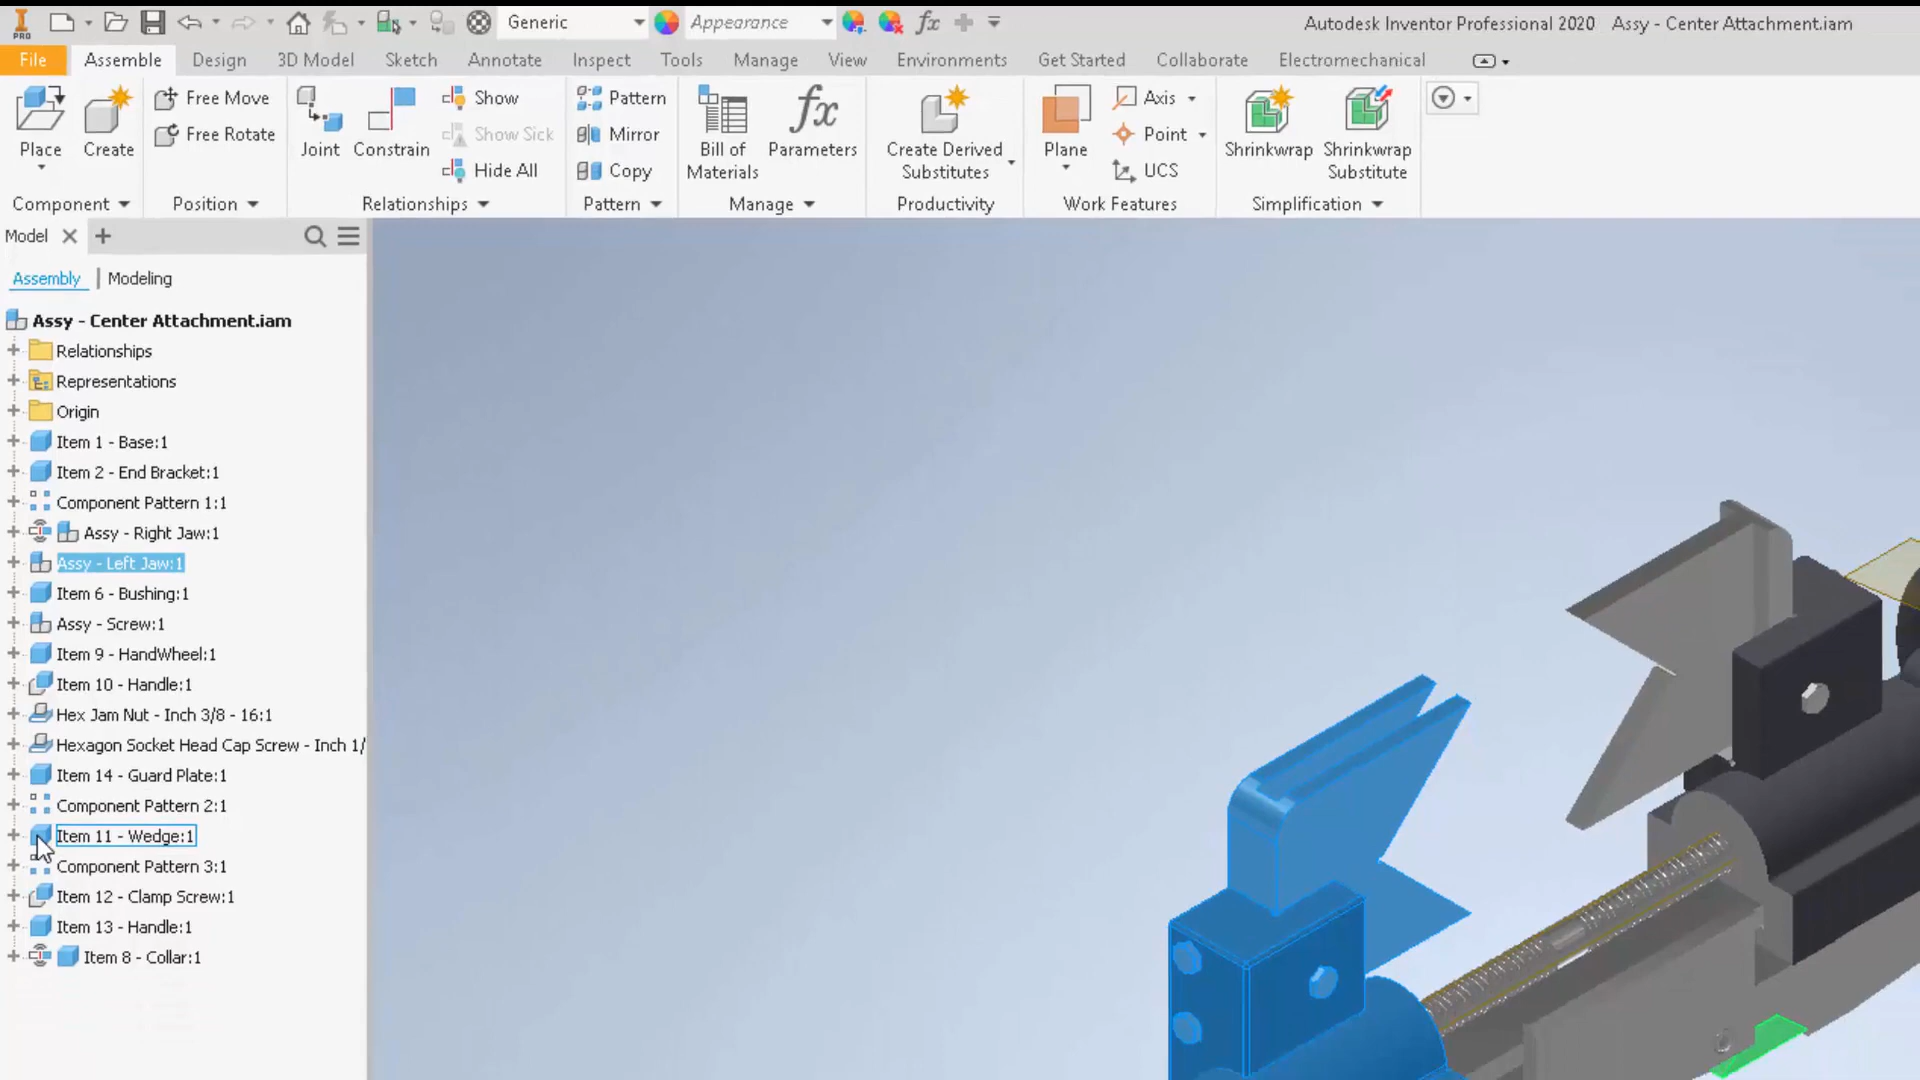 PRO
Generic
Appearance
fx
Autodesk Inventor Professional 2020 Assy - Center Attachment.iam
File Assemble Design 3D Model Sketch Annotate Inspect Tools Manage View Environments Get Started Collaborate Electromechanical
Place
Create
Free Move
Free Rotate
Joint
Constrain
Show
Show Sick
Hide All
Pattern
Mirror
Copy
Bill of
Materials
fx
Parameters
Create Derived
Substitutes
Plane
Axis
Point
UCS
Shrinkwrap
Shrinkwrap
Substitute
Component Position Relationships Pattern Manage Productivity Work Features Simplification
Model
Assembly | Modeling
Assy - Center Attachment.iam
Relationships
Representations
Origin
Item 1 - Base:1
Item 2 - End Bracket:1
Component Pattern 1:1
Assy - Right Jaw:1
Assy - Left Jaw:1
Item 6 - Bushing:1
Assy - Screw:1
Item 9 - HandWheel:1
Item 10 - Handle:1
Hex Jam Nut - Inch 3/8 - 16:1
Hexagon Socket Head Cap Screw - Inch 1/
Item 14 - Guard Plate:1
Component Pattern 2:1
Item 11 - Wedge:1
Component Pattern 3:1
Item 12 - Clamp Screw:1
Item 13 - Handle:1
Item 8 - Collar:1